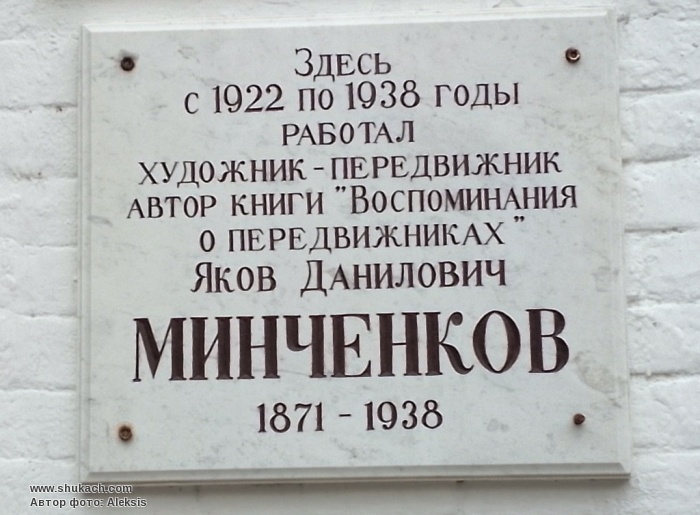 Здесь
с 1922 по 1938 годы
работал
художник - передвижник
автор книги "Воспоминания
о передвижниках"
Яков Данилович
МИНЧЕНКОВ
1871 - 1938
www.shukach.com
Автор фото: Aleksis